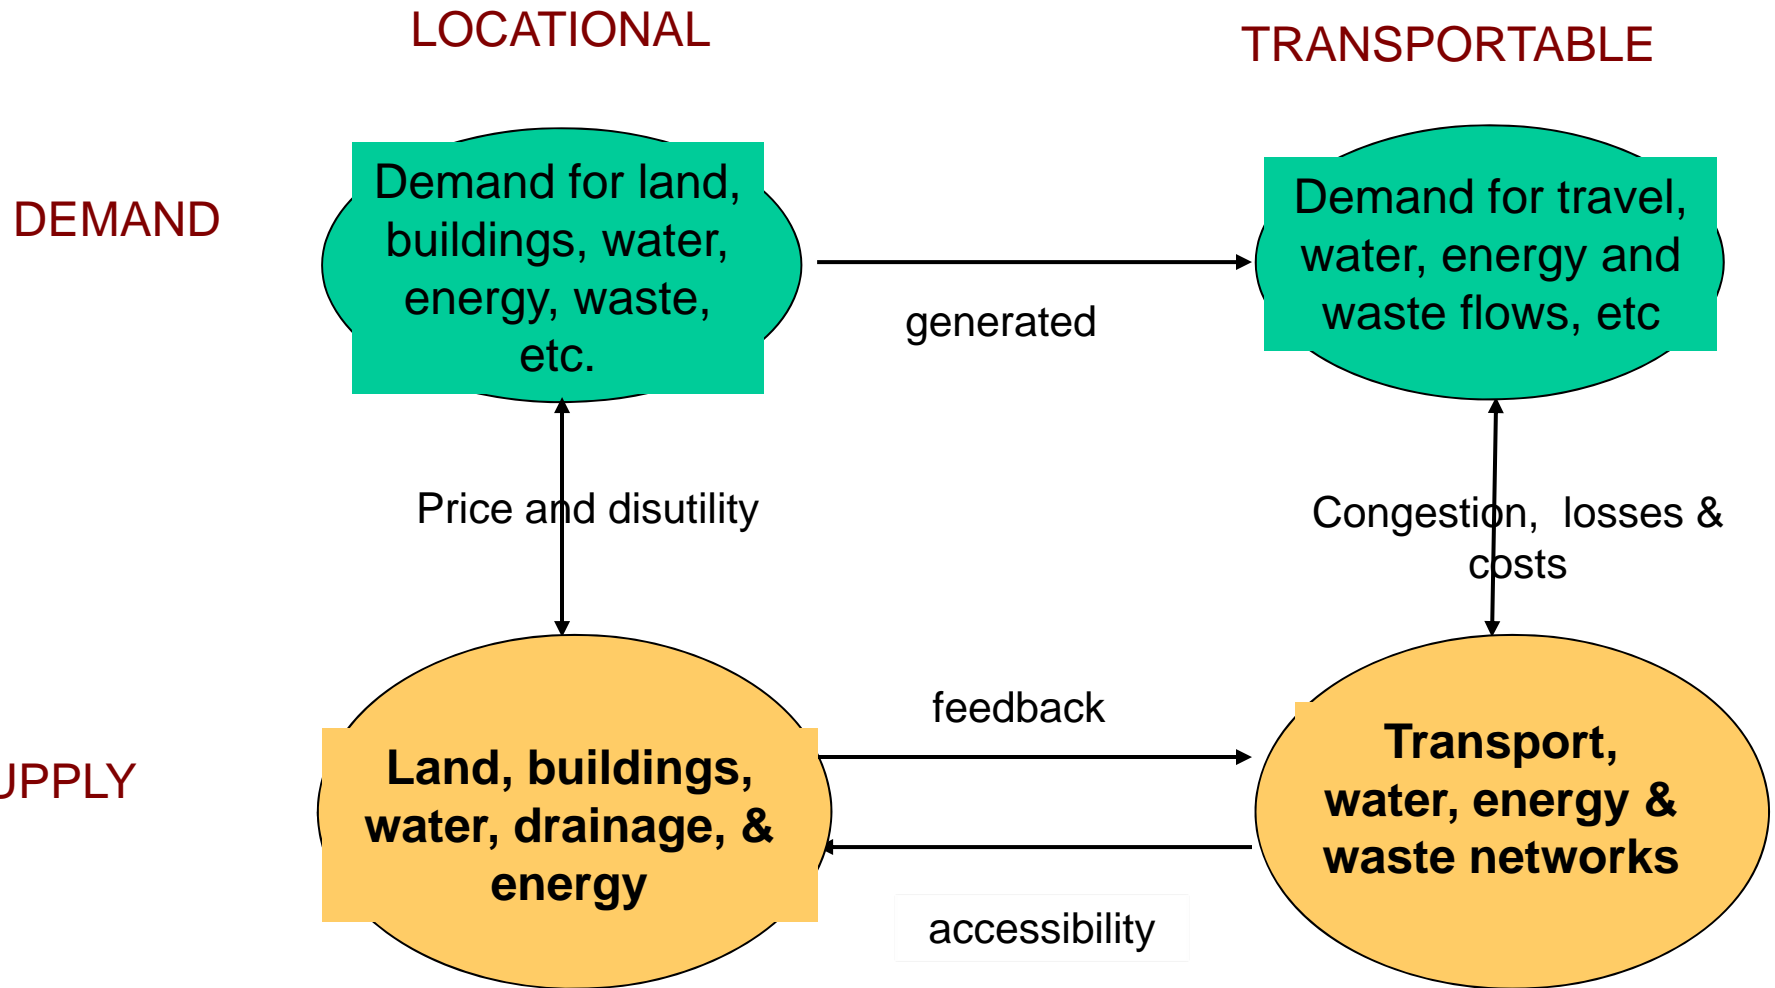 LOCATIONAL
TRANSPORTABLE
DEMAND
Demand for land,
buildings, water,
energy, waste,
etc.
generated
Demand for travel,
water, energy and
waste flows, etc
Price and disutility
Congestion, losses &
costs
UPPLY
Land, buildings,
water, drainage, &
energy
feedback
accessibility
Transport,
water, energy &
waste networks